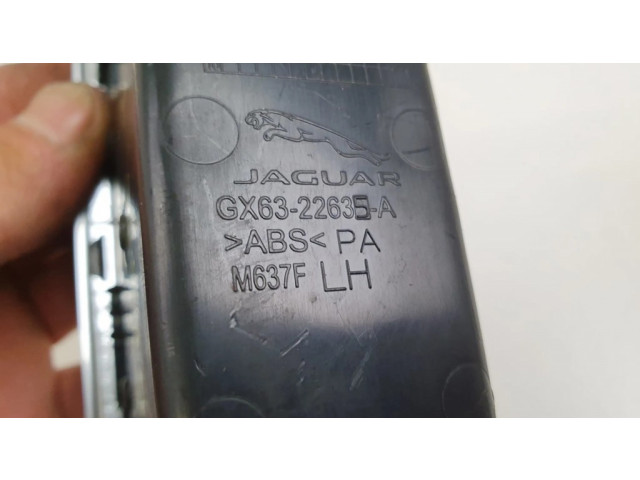 JAGUAR
GX63-22635-A
>ABS< PA
M637F LH